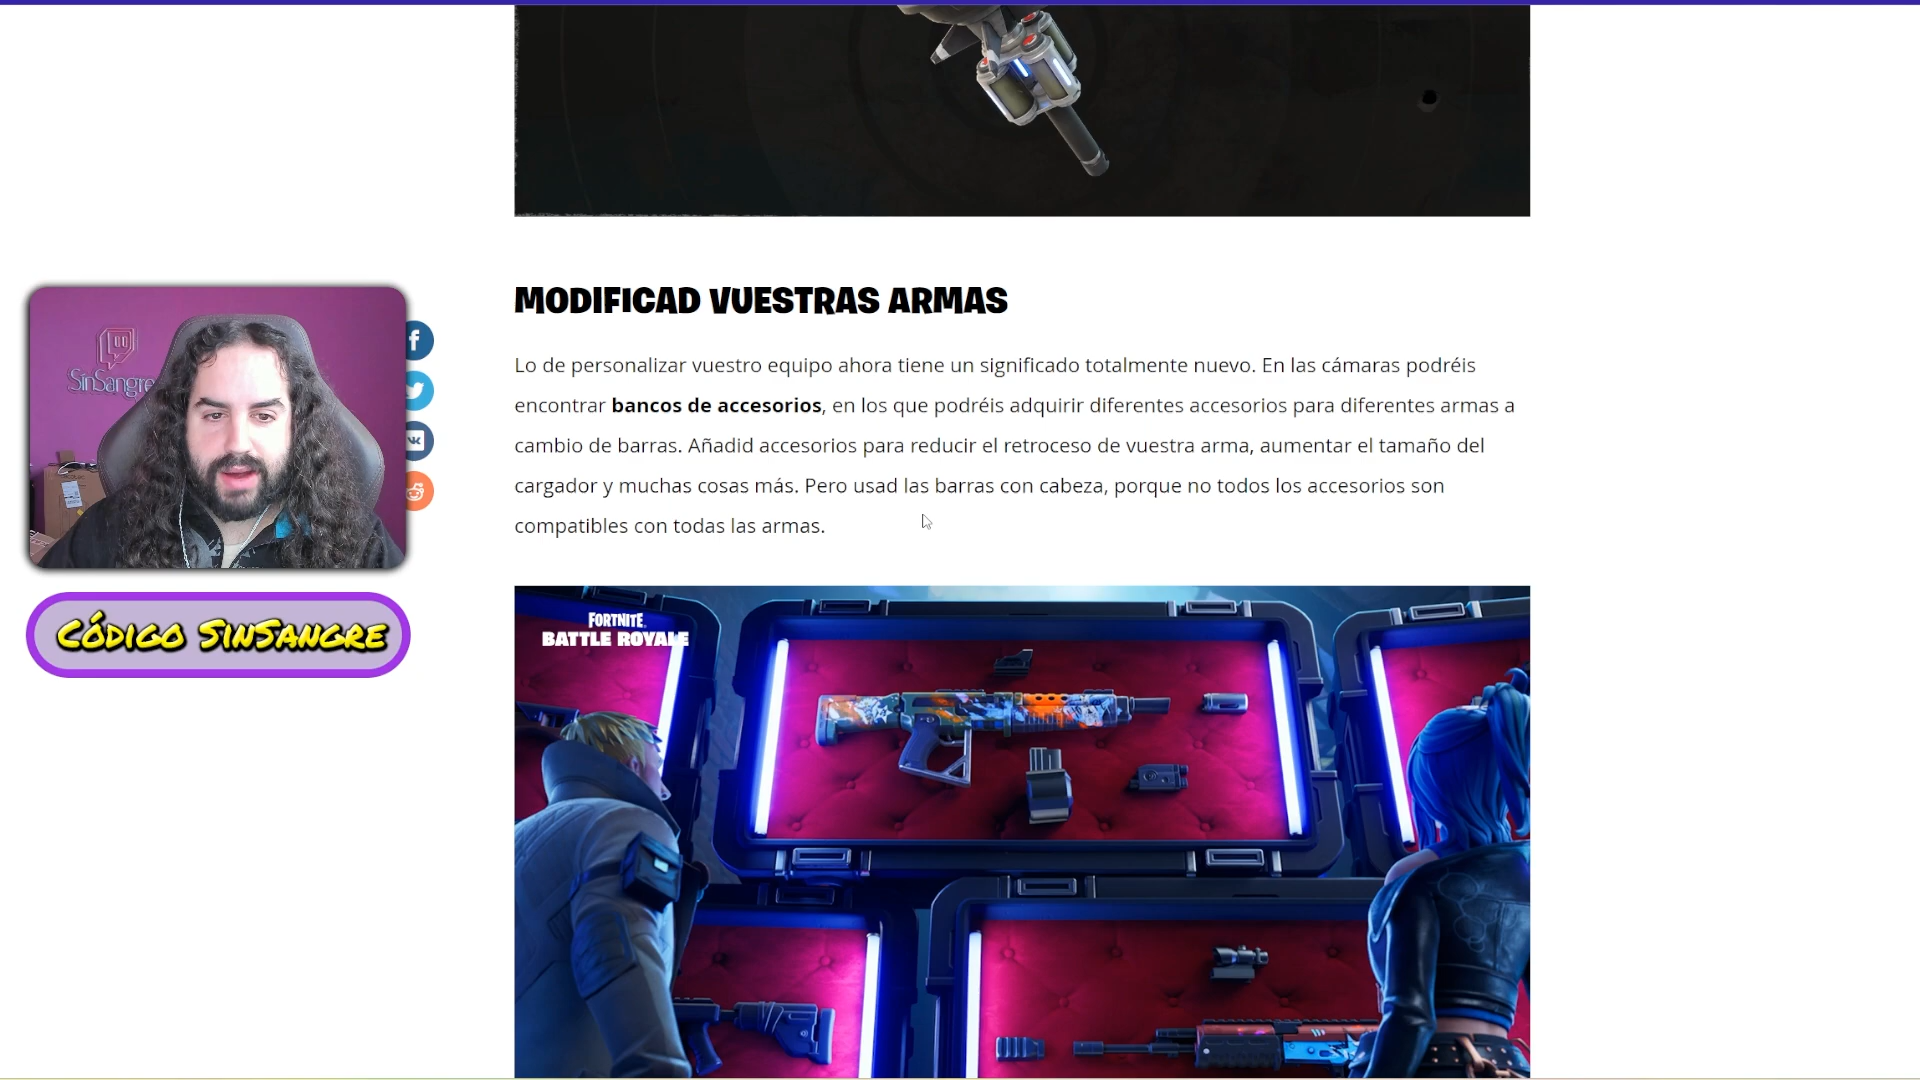 MODIFICAD VUESTRAS ARMAS
Lo de personalizar vuestro equipo ahora tiene un significado totalmente nuevo. En las cámaras podréis
encontrar bancos de accesorios, en los que podréis adquirir diferentes accesorios para diferentes armas a
cambio de barras. Añadid accesorios para reducir el retroceso de vuestra arma, aumentar el tamaño del
cargador y muchas cosas más. Pero usad las barras con cabeza, porque no todos los accesorios son
compatibles con todas las armas.
SinSangre
CÓDIGO SINSANGRE
FORTNITE
BATTLE ROYALE